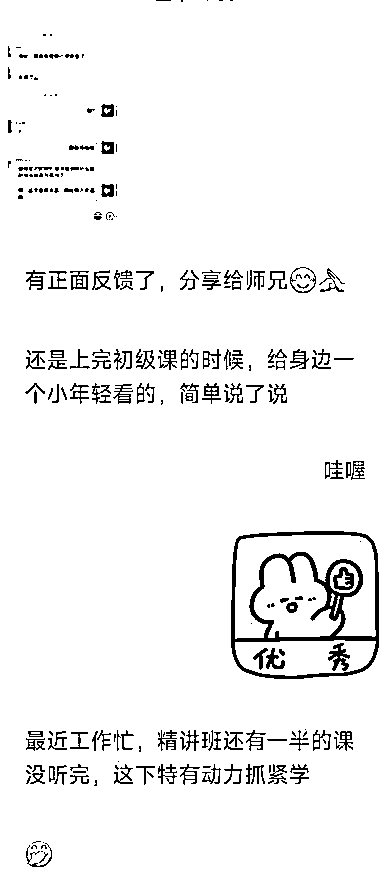 有正面反馈了，分享给师兄
还是上完初级课的时候，给身边一
个小年轻看的，简单说了说
哇喔
优 秀
最近工作忙，精讲班还有一半的课
没听完，这下特有动力抓紧学